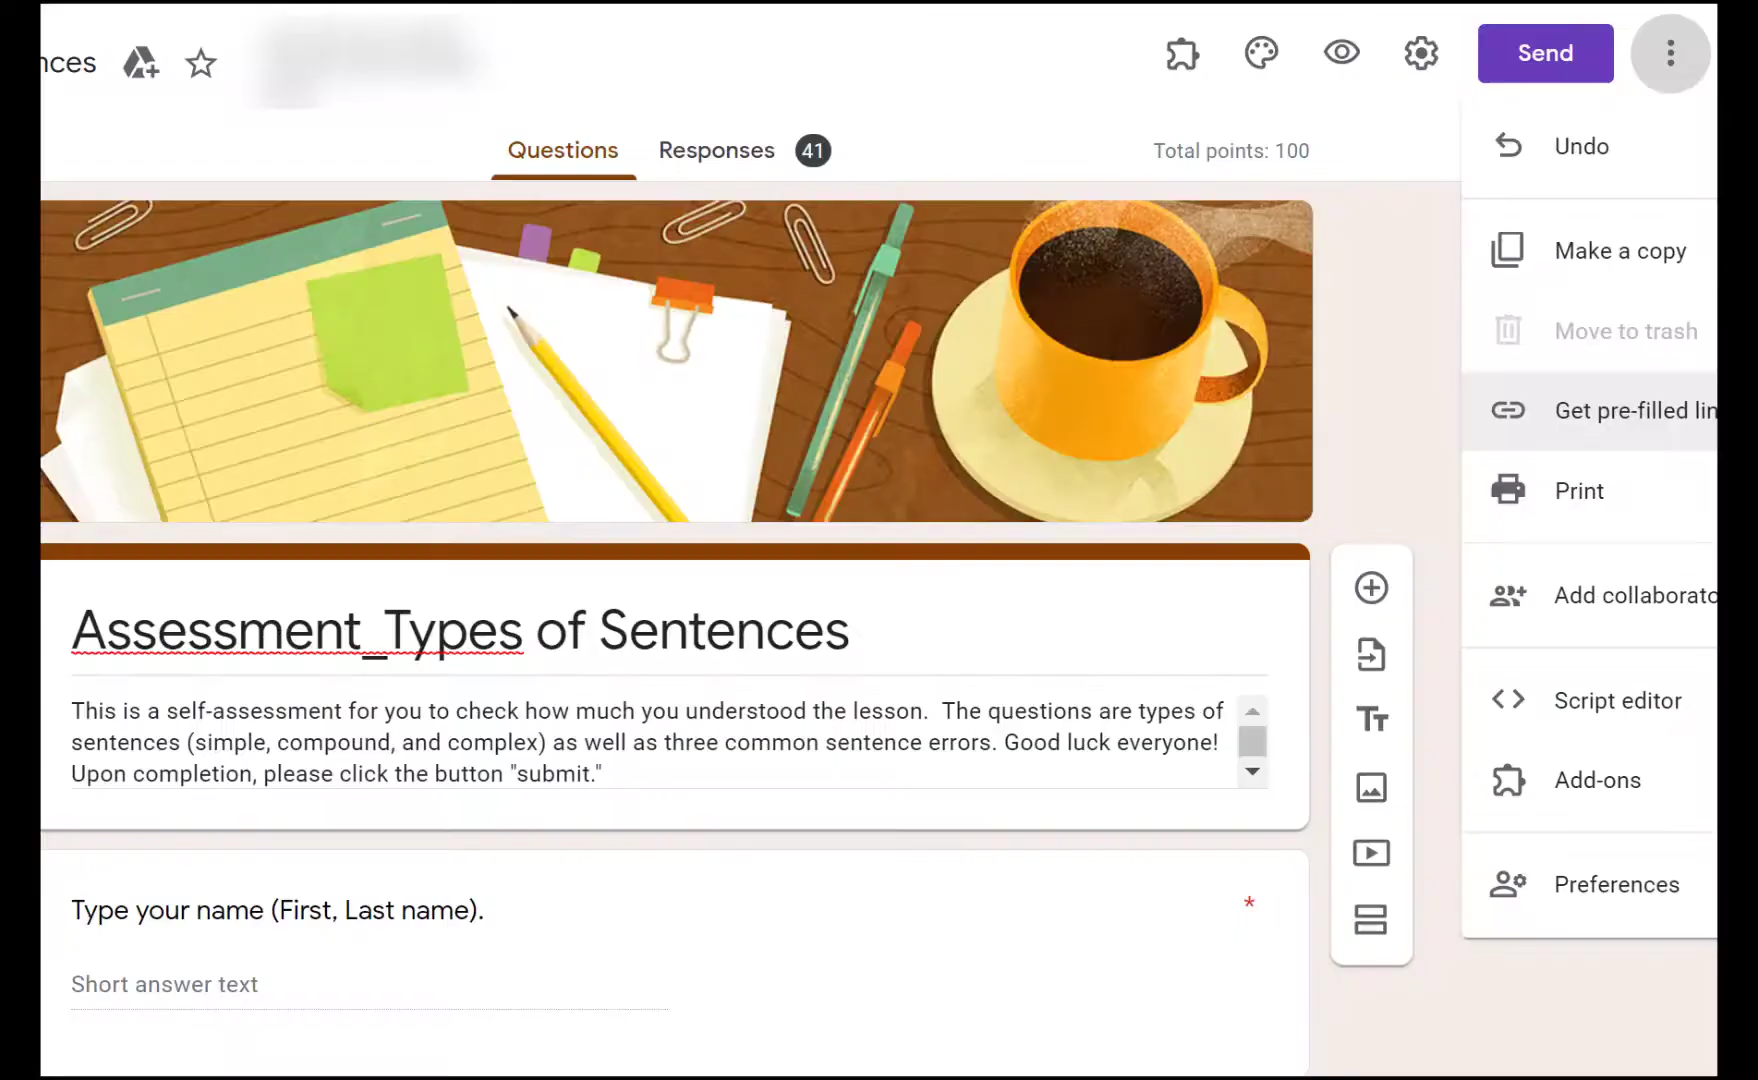 nces
Send
Questions
Responses
41
Total points: 100
Undo
Make a copy
Move to trash
Get pre-filled lin
Print
Add collaborato
Script editor
Add-ons
Preferences
Assessment_Types of Sentences
This is a self-assessment for you to check how much you understood the lesson.  The questions are types of
sentences (simple, compound, and complex) as well as three common sentence errors. Good luck everyone!
Upon completion, please click the button "submit."
Tт
Type your name (First, Last name).
*
Short answer text